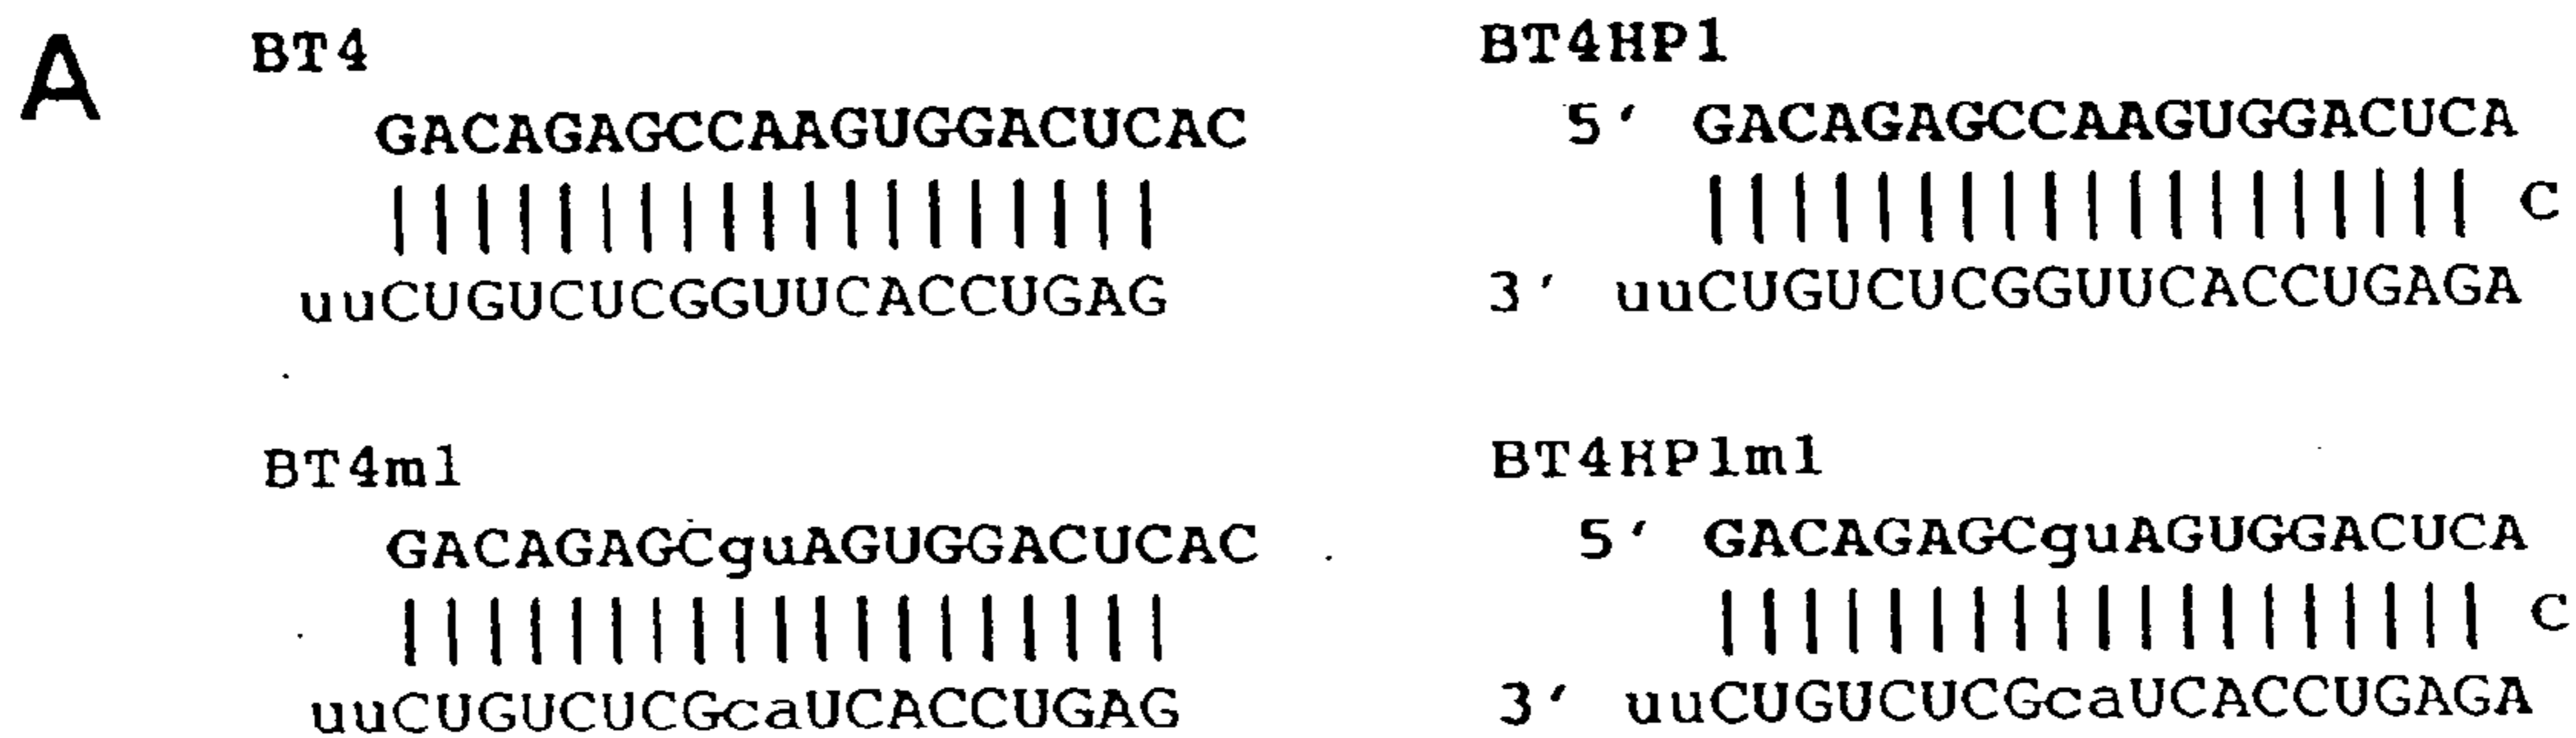 A
BT4
GACAGAGCCAAGUGGACUCAC
uuCUGUCUCGGUUCACCUGAG
BT4HP1
5′ GACAGAGCCAAGUGGACUCA
C
3′ uuCUGUCUCGGUUCACCUGAGA
BT4m1
GACAGAGCguAGUGGACUCAC
uuCUGUCUCGcaUCACCUGAG
BT4HP1m1
5′ GACAGAGCguAGUGGACUCA
C
3′ uuCUGUCUCGcaUCACCUGAGA